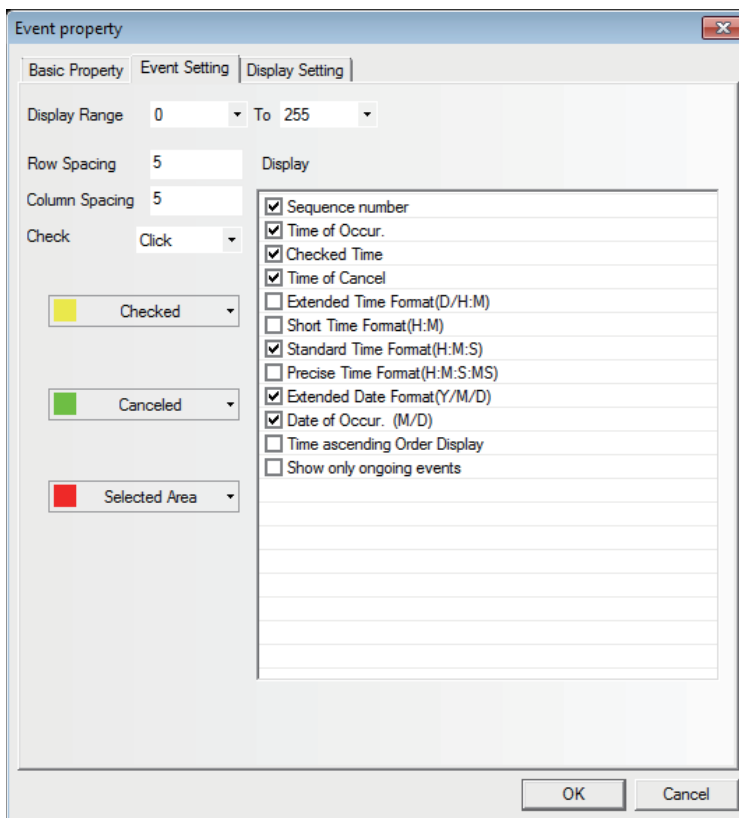 Event property
Basic Property Event Setting Display Setting
Display Range 0 To 255
Row Spacing 5 Display
Column Spacing 5
Check Click
Checked
Canceled
Selected Area
Sequence number
Time of Occur.
Checked Time
Time of Cancel
Extended Time Format(D/H:M)
Short Time Format(H:M)
Standard Time Format(H:M:S)
Precise Time Format(H:M:S:MS)
Extended Date Format(Y/M/D)
Date of Occur. (M/D)
Time ascending Order Display
Show only ongoing events
OK Cancel